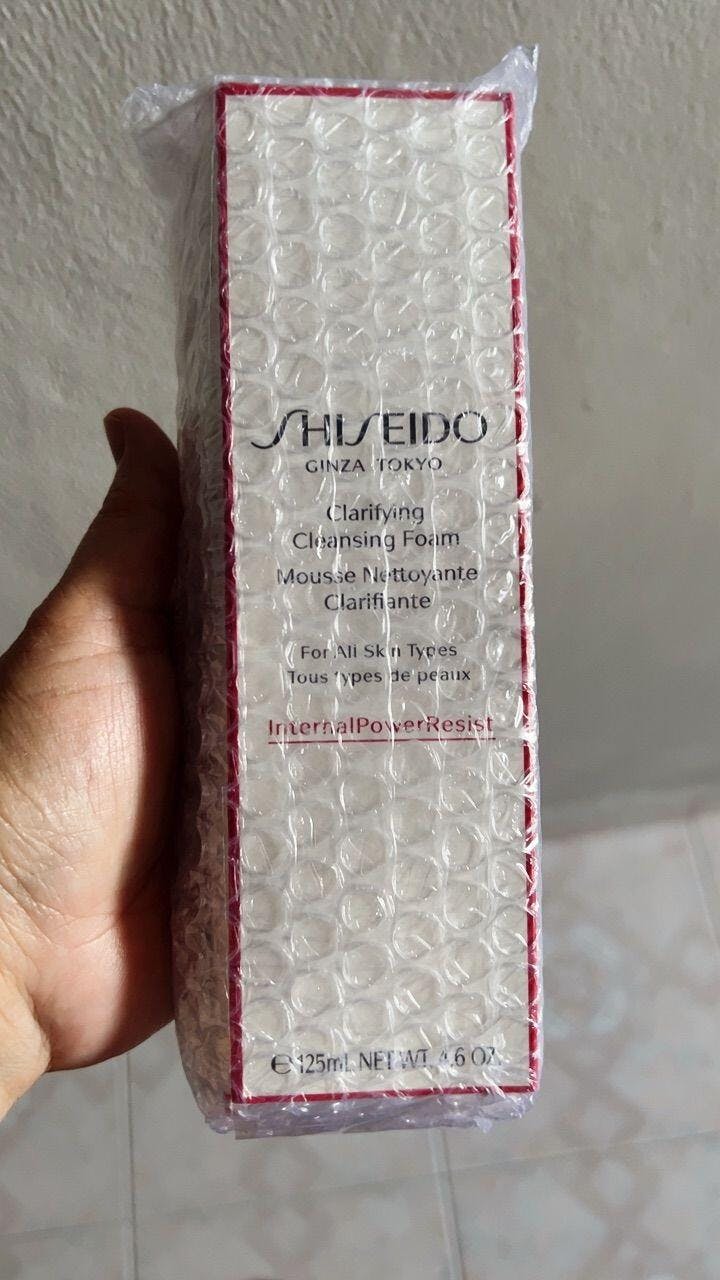 SHISEIDO
GINZA TOKYO
Clarifying
Cleansing Foam
Mousse Nettoyante
Clarifiante
For All Skin Types
Tous types de peaux
InternalPowerResist
℮125mL NET WT. 4.6 OZ.